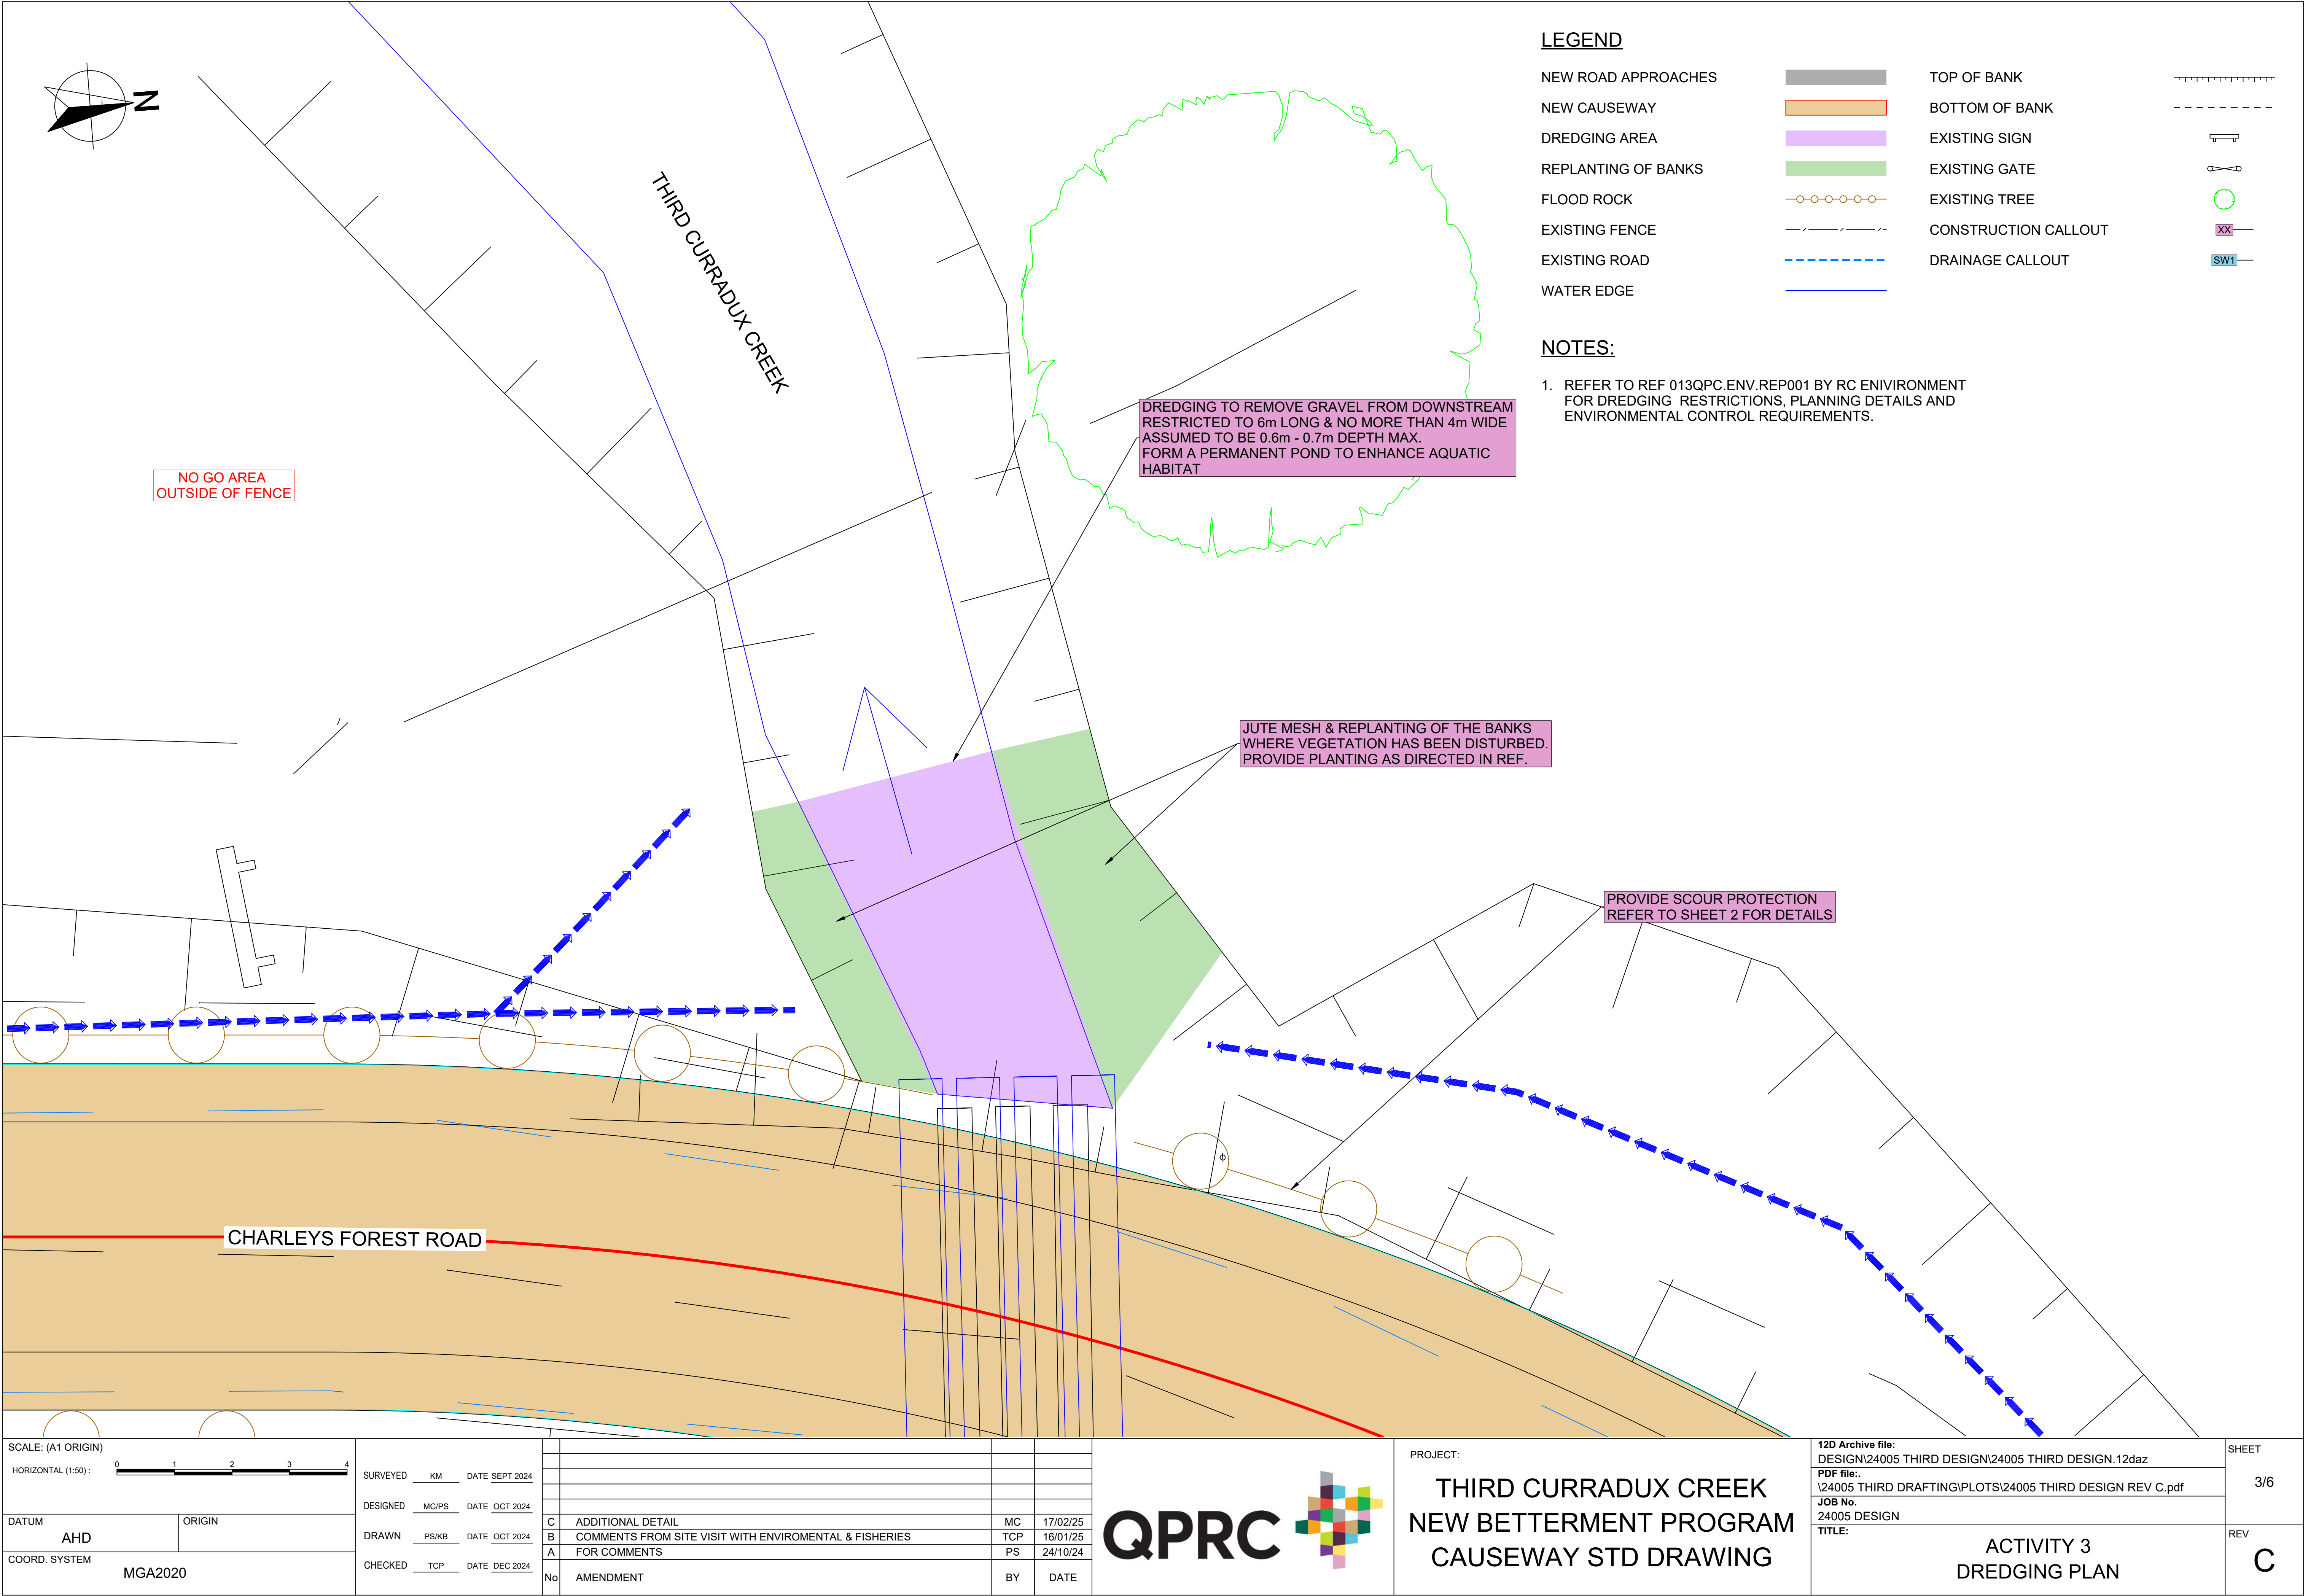 N
THIRD CURRADUX CREEK
NO GO AREA
OUTSIDE OF FENCE
LEGEND
NEW ROAD APPROACHES
NEW CAUSEWAY
DREDGING AREA
REPLANTING OF BANKS
FLOOD ROCK
EXISTING FENCE
EXISTING ROAD
WATER EDGE
TOP OF BANK
BOTTOM OF BANK
EXISTING SIGN
EXISTING GATE
EXISTING TREE
CONSTRUCTION CALLOUT XX
DRAINAGE CALLOUT SW1
NOTES:
1. REFER TO REF 013QPC.ENV.REP001 BY RC ENIVIRONMENT
FOR DREDGING RESTRICTIONS, PLANNING DETAILS AND
ENVIRONMENTAL CONTROL REQUIREMENTS.
DREDGING TO REMOVE GRAVEL FROM DOWNSTREAM
RESTRICTED TO 6m LONG & NO MORE THAN 4m WIDE
ASSUMED TO BE 0.6m - 0.7m DEPTH MAX.
FORM A PERMANENT POND TO ENHANCE AQUATIC
HABITAT
JUTE MESH & REPLANTING OF THE BANKS
WHERE VEGETATION HAS BEEN DISTURBED.
PROVIDE PLANTING AS DIRECTED IN REF.
PROVIDE SCOUR PROTECTION
REFER TO SHEET 2 FOR DETAILS
CHARLEYS FOREST ROAD
SCALE: (A1 ORIGIN)
HORIZONTAL (1:50) : 0 1 2 3 4
DATUM
AHD
ORIGIN
COORD. SYSTEM
MGA2020
SURVEYED KM DATE SEPT 2024
DESIGNED MC/PS DATE OCT 2024
DRAWN PS/KB DATE OCT 2024
CHECKED TCP DATE DEC 2024
C ADDITIONAL DETAIL MC 17/02/25
B COMMENTS FROM SITE VISIT WITH ENVIROMENTAL & FISHERIES TCP 16/01/25
A FOR COMMENTS PS 24/10/24
No AMENDMENT BY DATE
QPRC
PROJECT:
THIRD CURRADUX CREEK
NEW BETTERMENT PROGRAM
CAUSEWAY STD DRAWING
12D Archive file:
DESIGN\24005 THIRD DESIGN\24005 THIRD DESIGN.12daz
PDF file:.
\24005 THIRD DRAFTING\PLOTS\24005 THIRD DESIGN REV C.pdf
JOB No.
24005 DESIGN
TITLE:
ACTIVITY 3
DREDGING PLAN
SHEET
3/6
REV
C